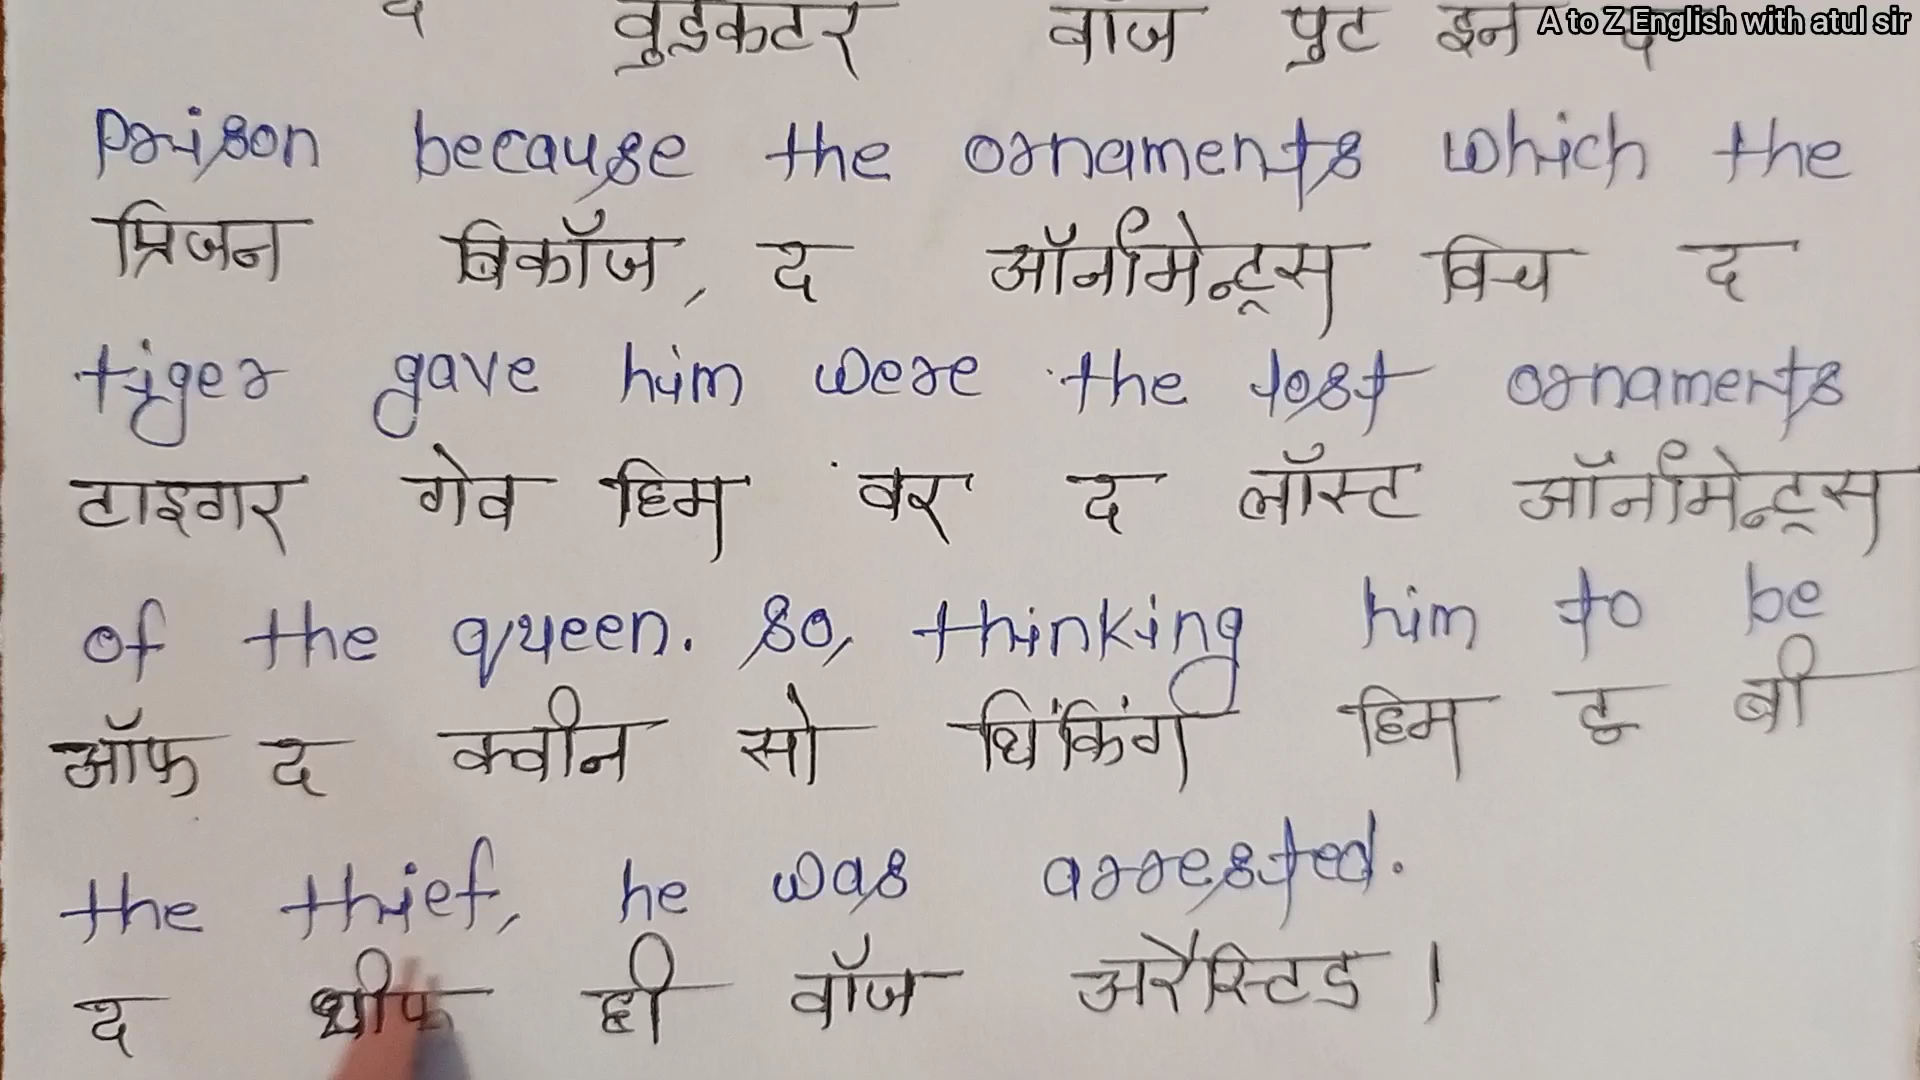 A to Z English with atul sir
द वुडकटर वॉज पुट इन द
prison because the ornaments which the
प्रिजन बिकॉज, द ऑर्नामेन्ट्स विच द
tiger gave him were the lost ornaments
टाइगर गेव हिम वर द लॉस्ट ऑर्नामेन्ट्स
of the queen. So, thinking him to be
ऑफ द क्वीन सो थिंकिंग हिम टू बी
the thief, he was arrested.
द थीफ ही वॉज अरैस्टिड ।